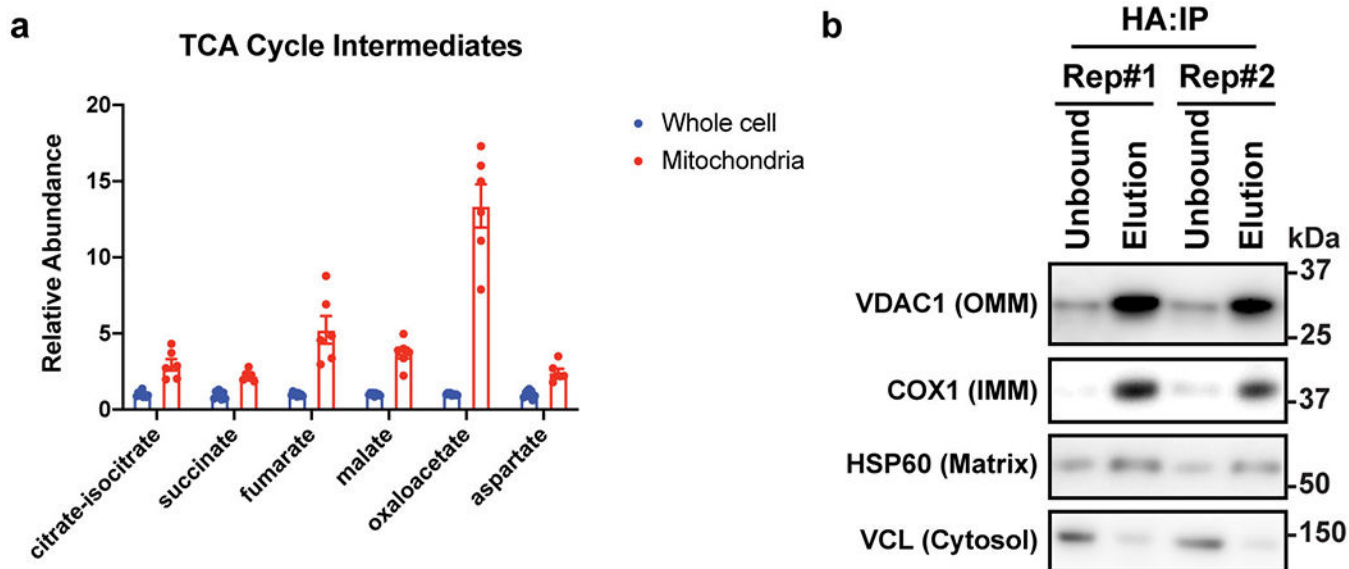 a
TCA Cycle Intermediates
Relative Abundance
20
15
10
5
0
citrate-isocitrate
succinate
fumarate
malate
oxaloacetate
aspartate
Whole cell
Mitochondria
b
HA:IP
Rep#1 Rep#2
Unbound Elution Unbound Elution kDa
VDAC1 (OMM) -37
-25
COX1 (IMM) -37
HSP60 (Matrix) -50
VCL (Cytosol) -150